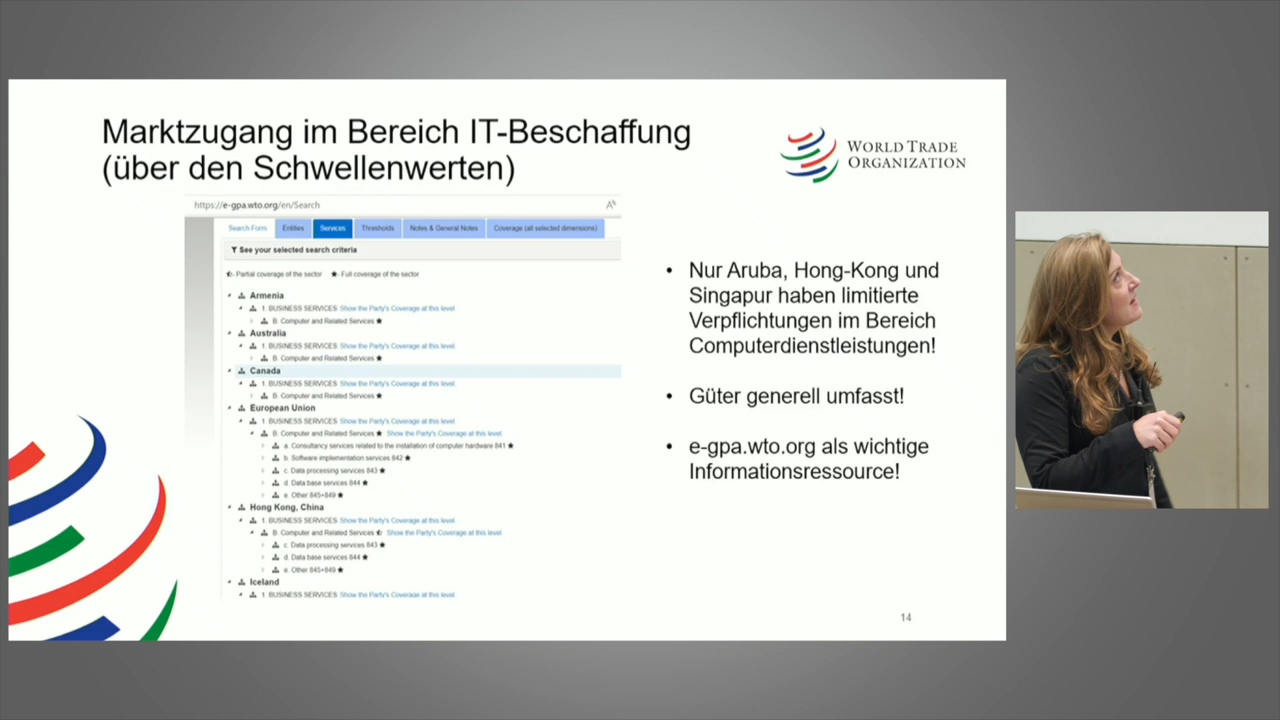 Marktzugang im Bereich IT-Beschaffung
(über den Schwellenwerten)
WORLD TRADE
ORGANIZATION
https://e-gpa.wto.org/en/Search
Search Form Entities Services Thresholds Notes & General Notes Coverage (all selected dimensions)
See your selected search criteria
- Partial coverage of the sector ★ - Full coverage of the sector
Armenia
1. BUSINESS SERVICES Show the Party's Coverage at this level
B. Computer and Related Services ★
Australia
1. BUSINESS SERVICES Show the Party's Coverage at this level
B. Computer and Related Services ★
Canada
1. BUSINESS SERVICES Show the Party's Coverage at this level
B. Computer and Related Services ★
European Union
1. BUSINESS SERVICES Show the Party's Coverage at this level
B. Computer and Related Services ★ Show the Party's Coverage at this level
a. Consultancy services related to the installation of computer hardware 841 ★
b. Software implementation services 842 ★
c. Data processing services 843 ★
d. Data base services 844 ★
e. Other 845+849 ★
Hong Kong, China
1. BUSINESS SERVICES Show the Party's Coverage at this level
B. Computer and Related Services Show the Party's Coverage at this level
c. Data processing services 843 ★
d. Data base services 844 ★
e. Other 845+849 ★
Iceland
1. BUSINESS SERVICES Show the Party's Coverage at this level
• Nur Aruba, Hong-Kong und
Singapur haben limitierte
Verpflichtungen im Bereich
Computerdienstleistungen!
• Güter generell umfasst!
• e-gpa.wto.org als wichtige
Informationsressource!
14